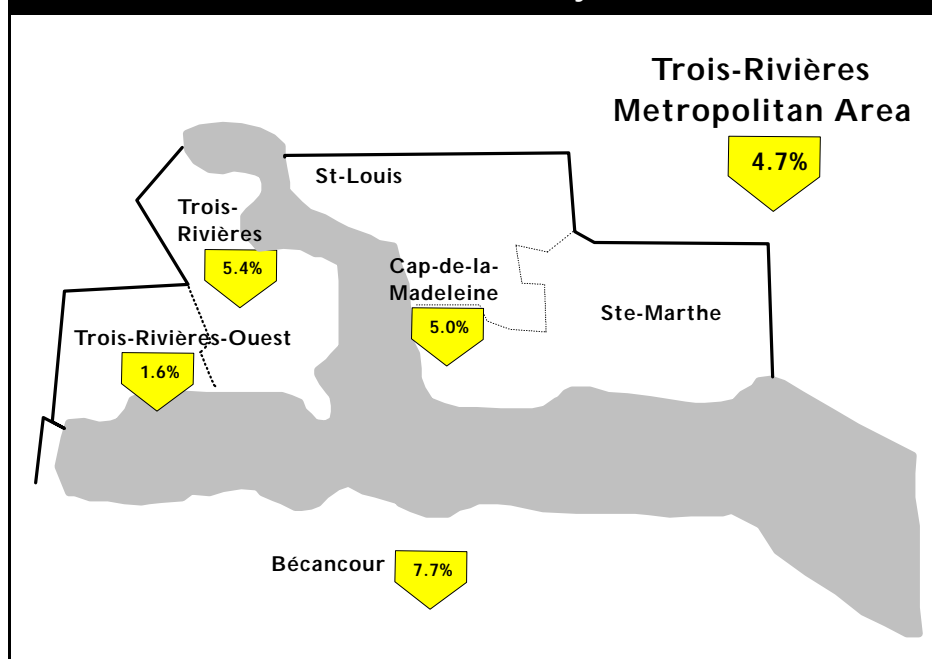 Trois-Rivières
Metropolitan Area
4.7%
St-Louis
Trois-
Rivières
5.4%
Cap-de-la-
Madeleine
5.0%
Ste-Marthe
Trois-Rivières-Ouest
1.6%
Bécancour
7.7%